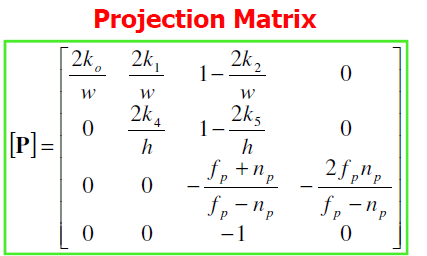 Projection Matrix
[P] = [ 2k_o/w 2k_1/w 1 − 2k_2/w 0
0 2k_4/h 1 − 2k_5/h 0
0 0 − (f_p + n_p)/(f_p − n_p) − 2f_p n_p/(f_p − n_p)
0 0 −1 0 ]